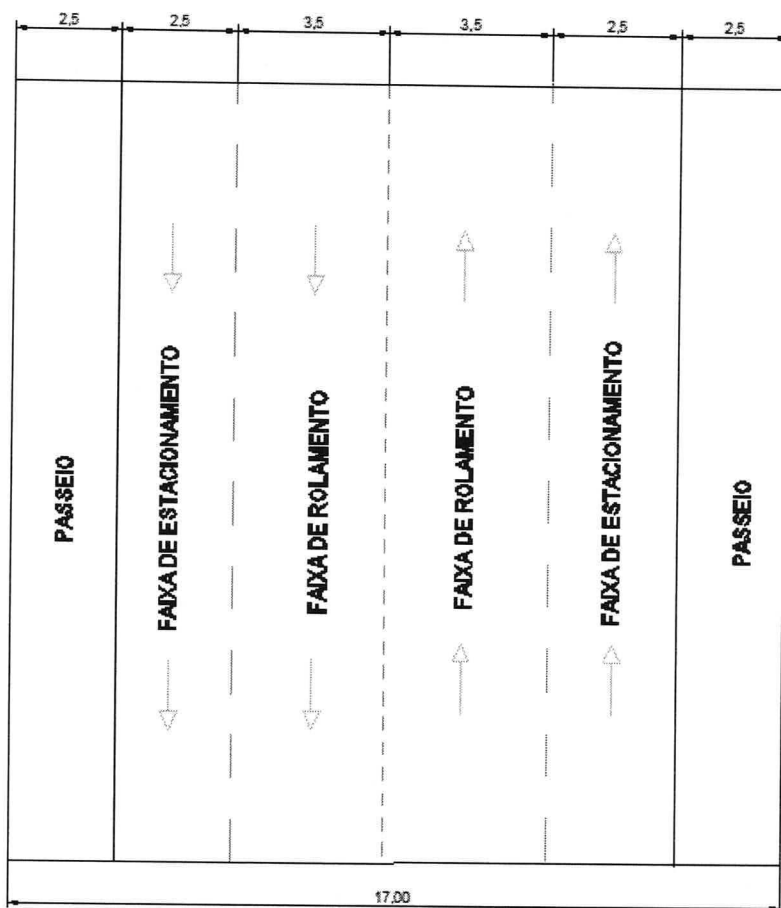 2,5
2,5
3,5
3,5
2,5
2,5
PASSEIO
FAIXA DE ESTACIONAMENTO
FAIXA DE ROLAMENTO
FAIXA DE ROLAMENTO
FAIXA DE ESTACIONAMENTO
PASSEIO
17,00